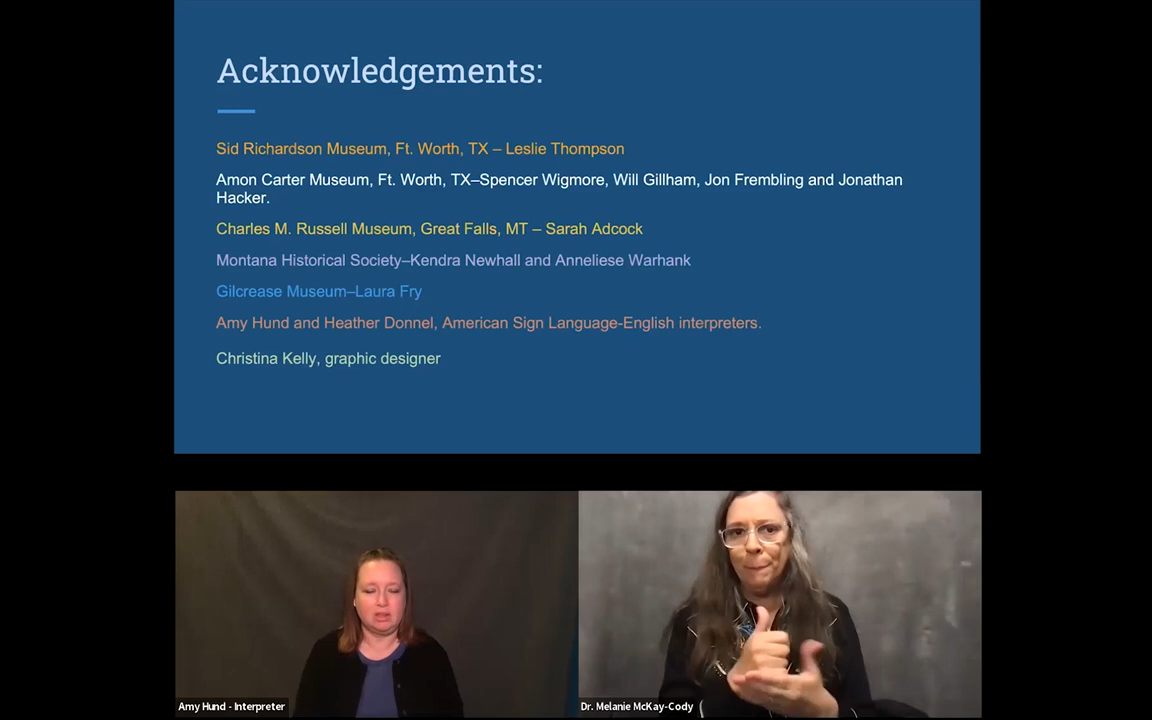 Acknowledgements:
Sid Richardson Museum, Ft. Worth, TX – Leslie Thompson
Amon Carter Museum, Ft. Worth, TX–Spencer Wigmore, Will Gillham, Jon Frembling and Jonathan
Hacker.
Charles M. Russell Museum, Great Falls, MT – Sarah Adcock
Montana Historical Society–Kendra Newhall and Anneliese Warhank
Gilcrease Museum–Laura Fry
Amy Hund and Heather Donnel, American Sign Language-English interpreters.
Christina Kelly, graphic designer
Amy Hund - Interpreter
Dr. Melanie McKay-Cody